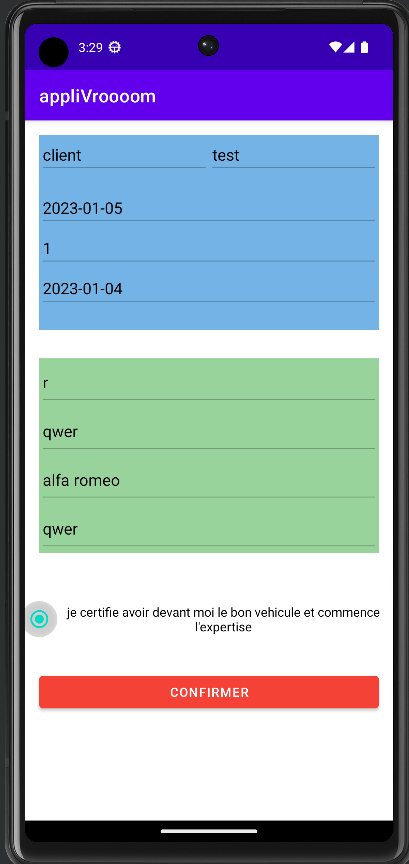 3:29
appliVroooom
client test
2023-01-05
1
2023-01-04
r
qwer
alfa romeo
qwer
je certifie avoir devant moi le bon vehicule et commence
l'expertise
CONFIRMER